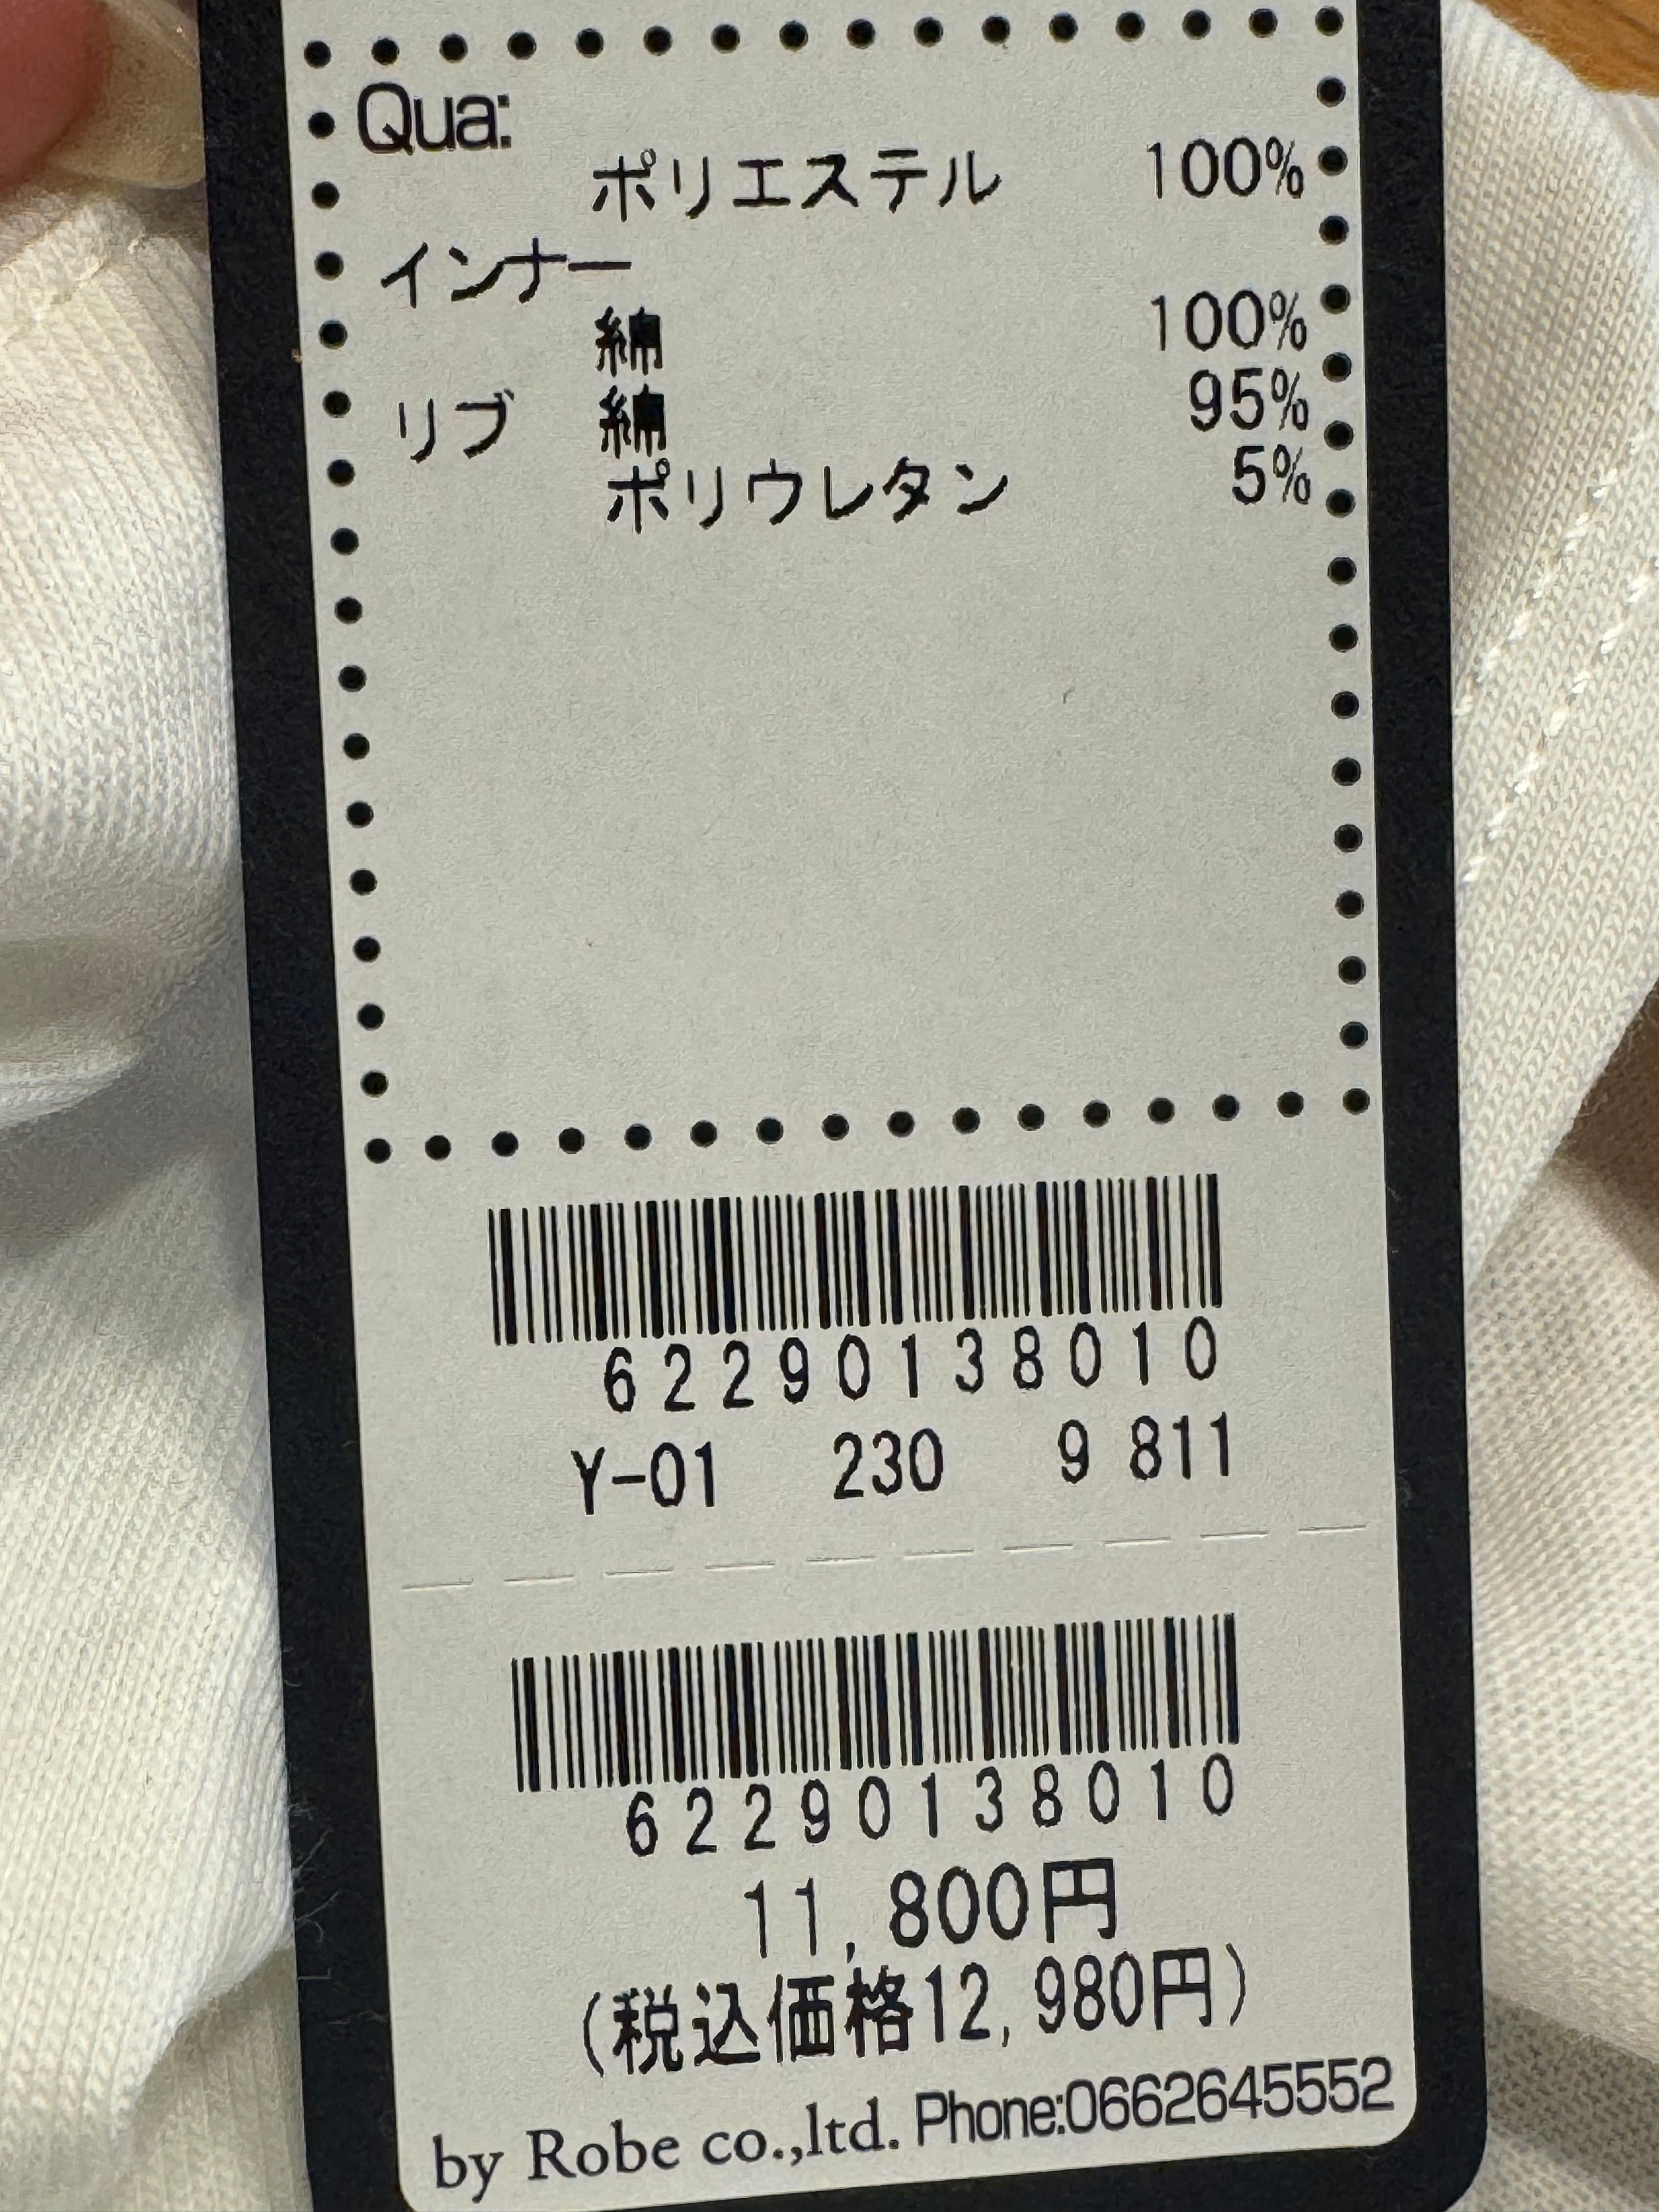 Qua:
ポリエステル 100%
インナー
綿 100%
リブ 綿 95%
ポリウレタン 5%
62290138010
Y-01 230 9 811
62290138010
11,800円
(税込価格12,980円)
by Robe co.,ltd. Phone:0662645552